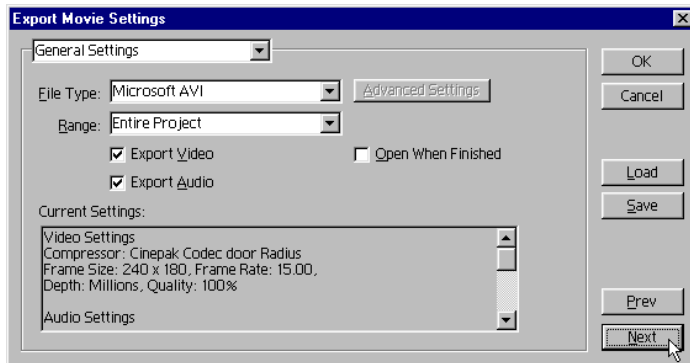 Export Movie Settings
General Settings
OK
File Type: Microsoft AVI
Advanced Settings
Cancel
Range: Entire Project
Export Video
Open When Finished
Export Audio
Load
Current Settings:
Save
Video Settings
Compressor: Cinepak Codec door Radius
Frame Size: 240 x 180, Frame Rate: 15.00,
Depth: Millions, Quality: 100%
Audio Settings
Prev
Next